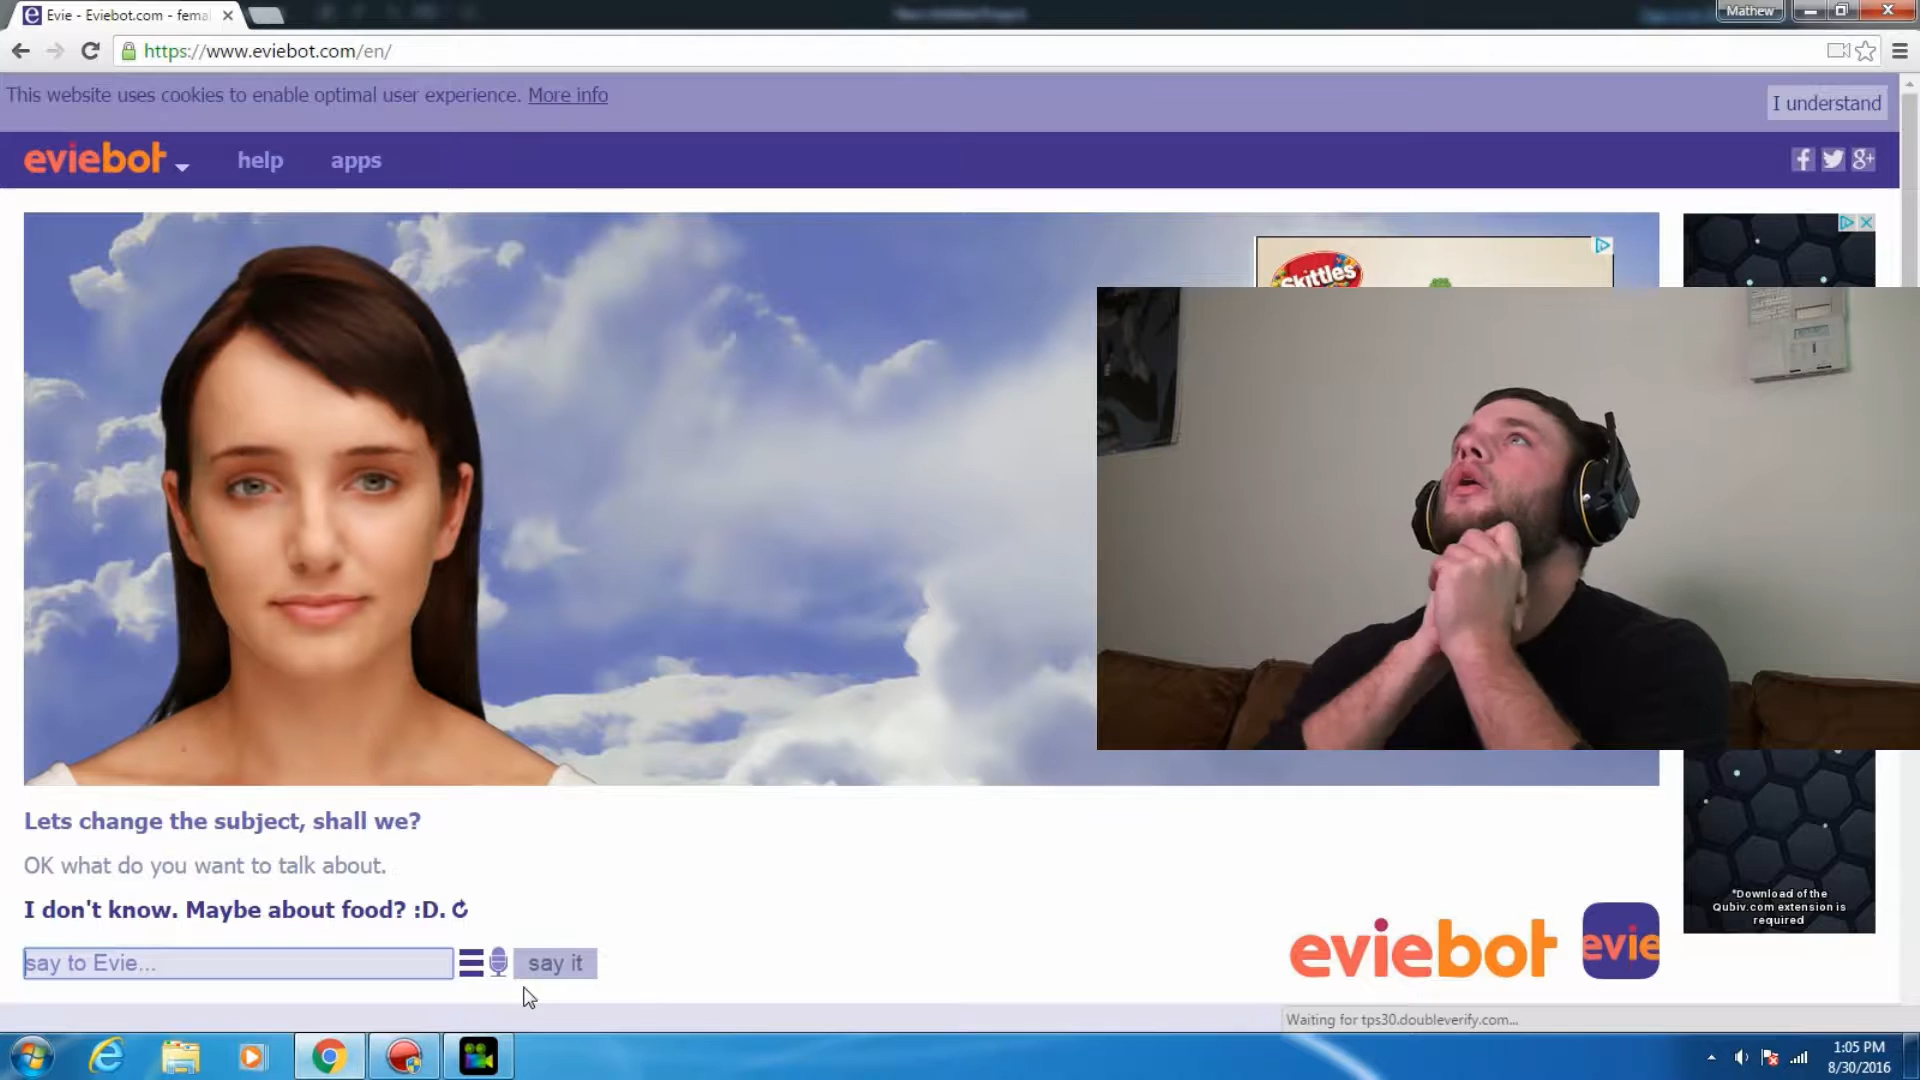 Evie - Eviebot.com - fema
Mathew
https://www.eviebot.com/en/
This website uses cookies to enable optimal user experience. More info
I understand
eviebot
help
apps
g+
Skittles
Lets change the subject, shall we?
OK what do you want to talk about.
I don't know. Maybe about food? :D.
say to Evie...
say it
eviebot
evie
*Download of the
Qubiv.com extension is
required
Waiting for tps30.doubleverify.com...
1:05 PM
8/30/2016